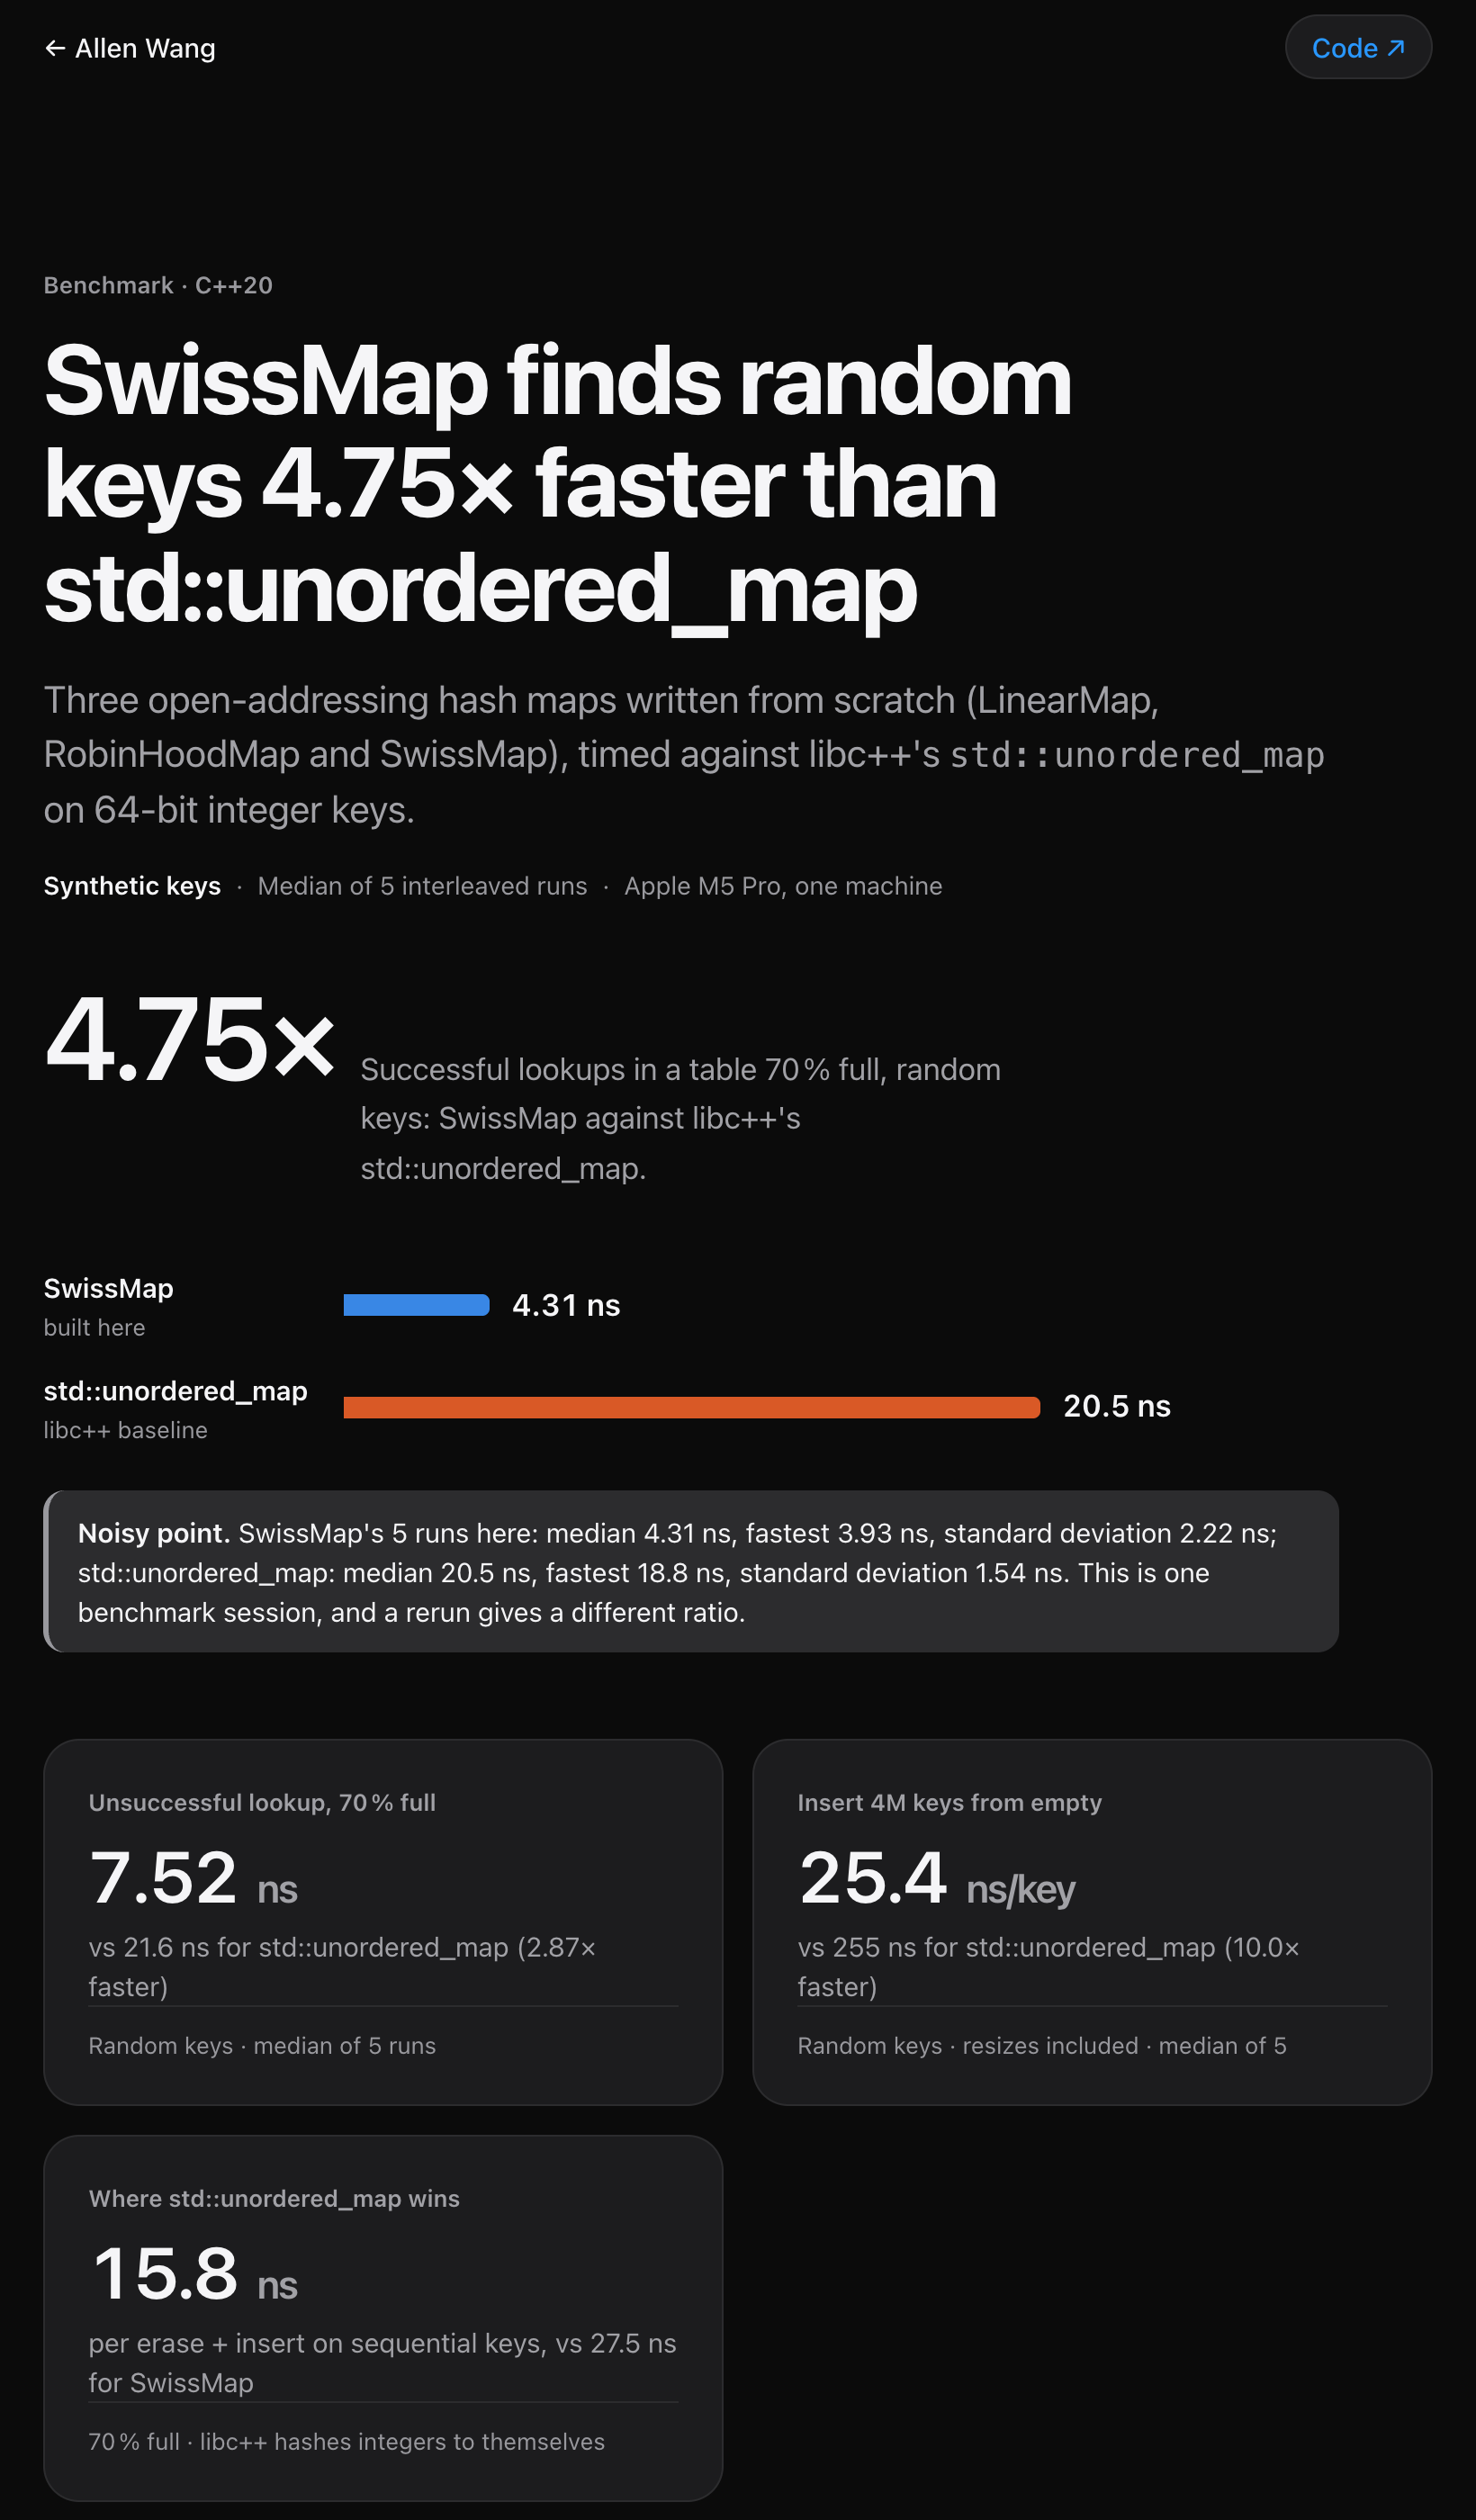 ← Allen Wang
Code ↗
Benchmark · C++20
SwissMap finds random
keys 4.75× faster than
std::unordered_map
Three open-addressing hash maps written from scratch (LinearMap,
RobinHoodMap and SwissMap), timed against libc++'s std::unordered_map
on 64-bit integer keys.
Synthetic keys · Median of 5 interleaved runs · Apple M5 Pro, one machine
4.75×
Successful lookups in a table 70% full, random
keys: SwissMap against libc++'s
std::unordered_map.
SwissMap
built here
4.31 ns
std::unordered_map
libc++ baseline
20.5 ns
Noisy point. SwissMap's 5 runs here: median 4.31 ns, fastest 3.93 ns, standard deviation 2.22 ns;
std::unordered_map: median 20.5 ns, fastest 18.8 ns, standard deviation 1.54 ns. This is one
benchmark session, and a rerun gives a different ratio.
Unsuccessful lookup, 70% full
7.52 ns
vs 21.6 ns for std::unordered_map (2.87×
faster)
Random keys · median of 5 runs
Insert 4M keys from empty
25.4 ns/key
vs 255 ns for std::unordered_map (10.0×
faster)
Random keys · resizes included · median of 5
Where std::unordered_map wins
15.8 ns
per erase + insert on sequential keys, vs 27.5 ns
for SwissMap
70% full · libc++ hashes integers to themselves